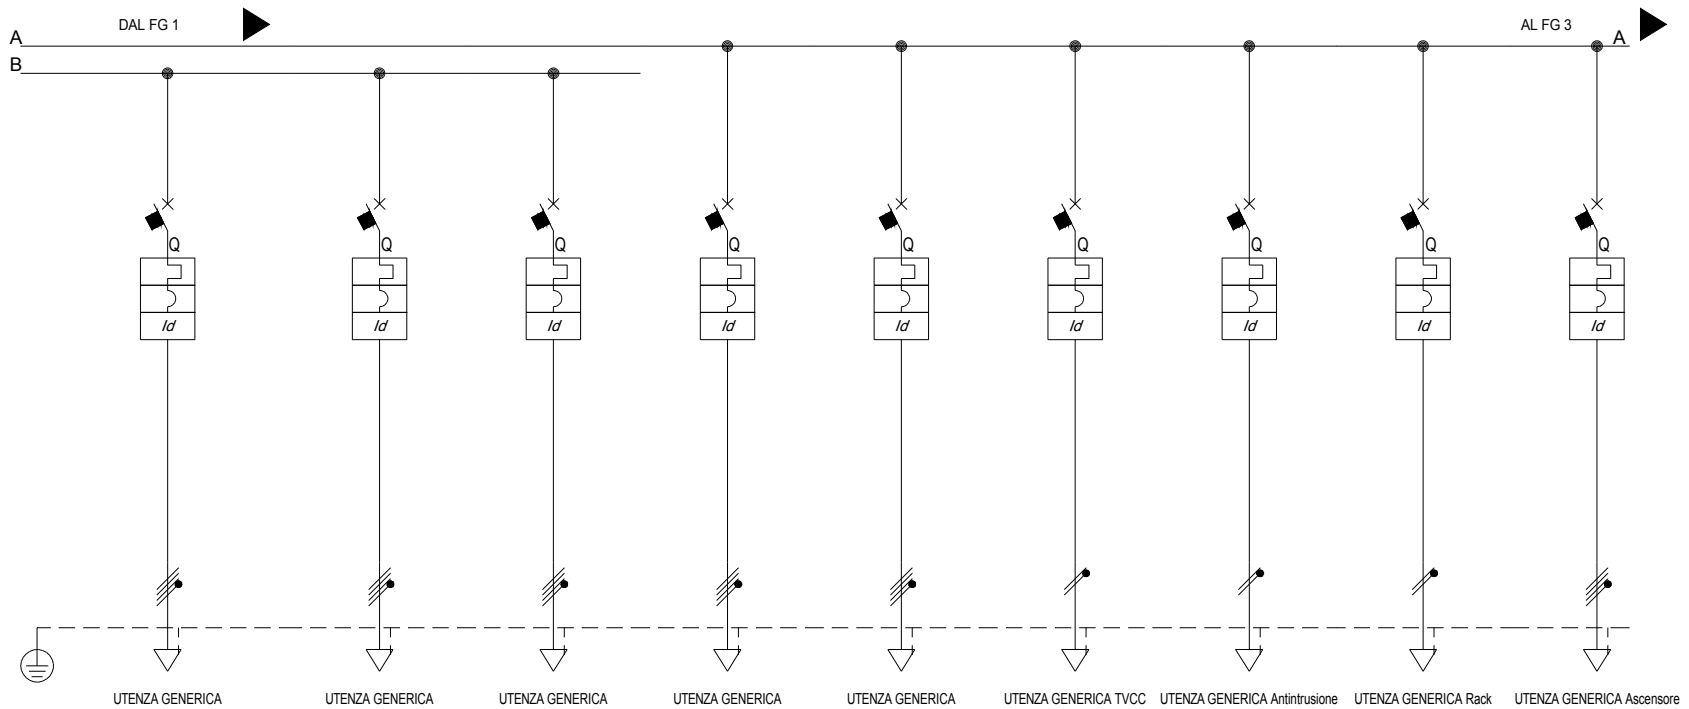 DAL FG 1
AL FG 3
A
A
B
Q Q Q Q Q Q Q Q Q
Id Id Id Id Id Id Id Id Id
UTENZA GENERICA
UTENZA GENERICA
UTENZA GENERICA
UTENZA GENERICA
UTENZA GENERICA
UTENZA GENERICA TVCC
UTENZA GENERICA Antintrusione
UTENZA GENERICA Rack
UTENZA GENERICA Ascensore